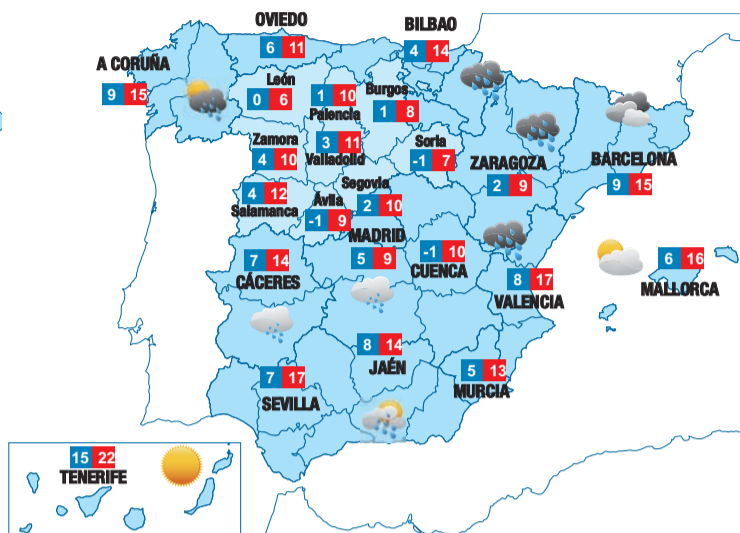 OVIEDO
6 11
BILBAO
4 14
A CORUÑA
9 15
León
0 6
1 10
Palencia
Burgos
1 8
Zamora
4 10
3 11
Valladolid
Soria
-1 7
ZARAGOZA
2 9
BARCELONA
9 15
4 12
Salamanca
Ávila
-1 9
Segovia
2 10
MADRID
5 9
-1 10
CUENCA
7 14
CÁCERES
8 17
VALENCIA
6 16
MALLORCA
8 14
JAÉN
7 17
SEVILLA
5 13
MURCIA
15 22
TENERIFE